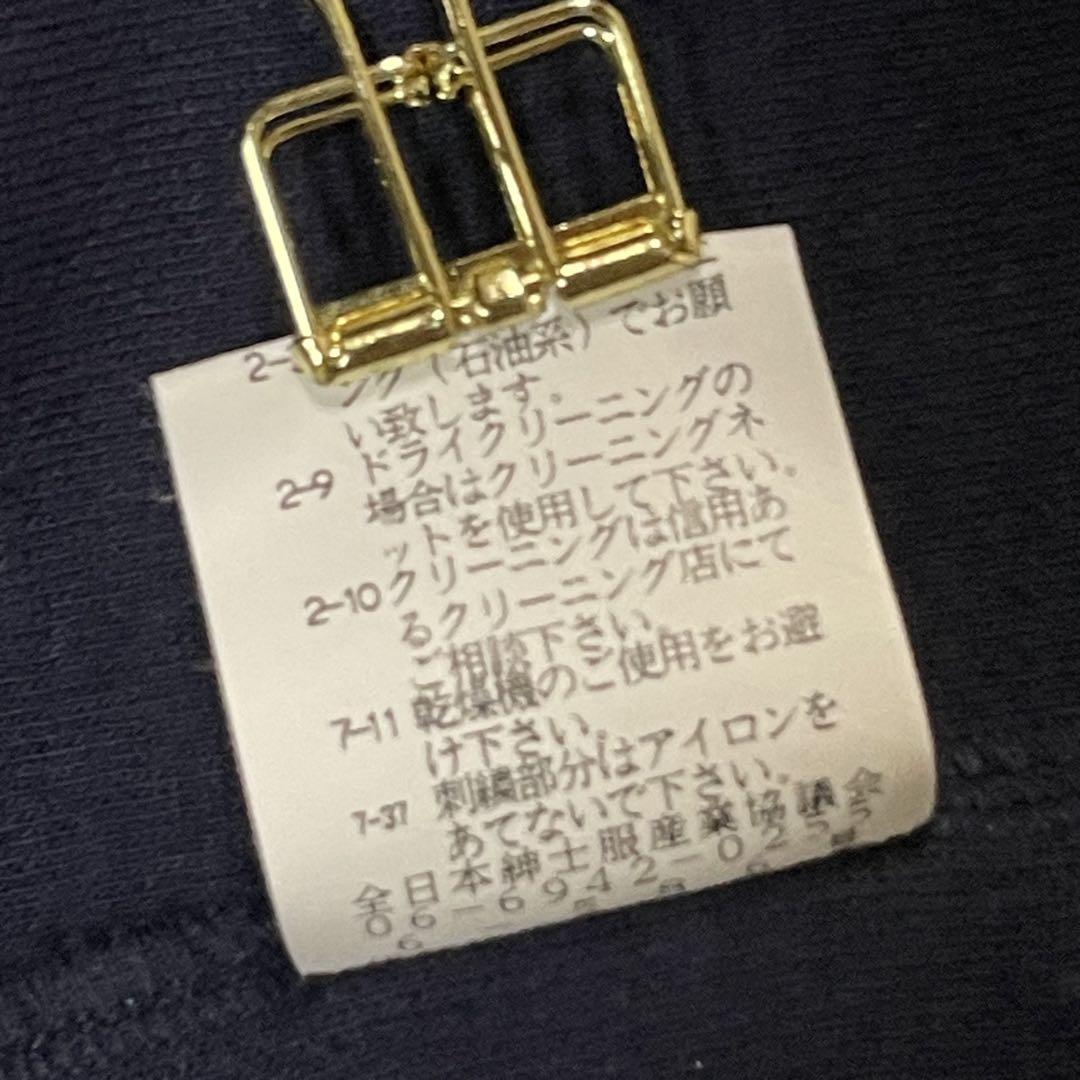 ング(石油系)でお願
い致します。
2-9 ドライクリーニングの
場合はクリーニングネ
ットを使用して下さい。
2-10 クリーニングは信用あ
るクリーニング店にて
ご相談下さい。
7-11 乾燥機のご使用をお避
け下さい。
7-37 刺繍部分はアイロンを
あてないで下さい。
全日本紳士服産業協議会
06-6942-0255